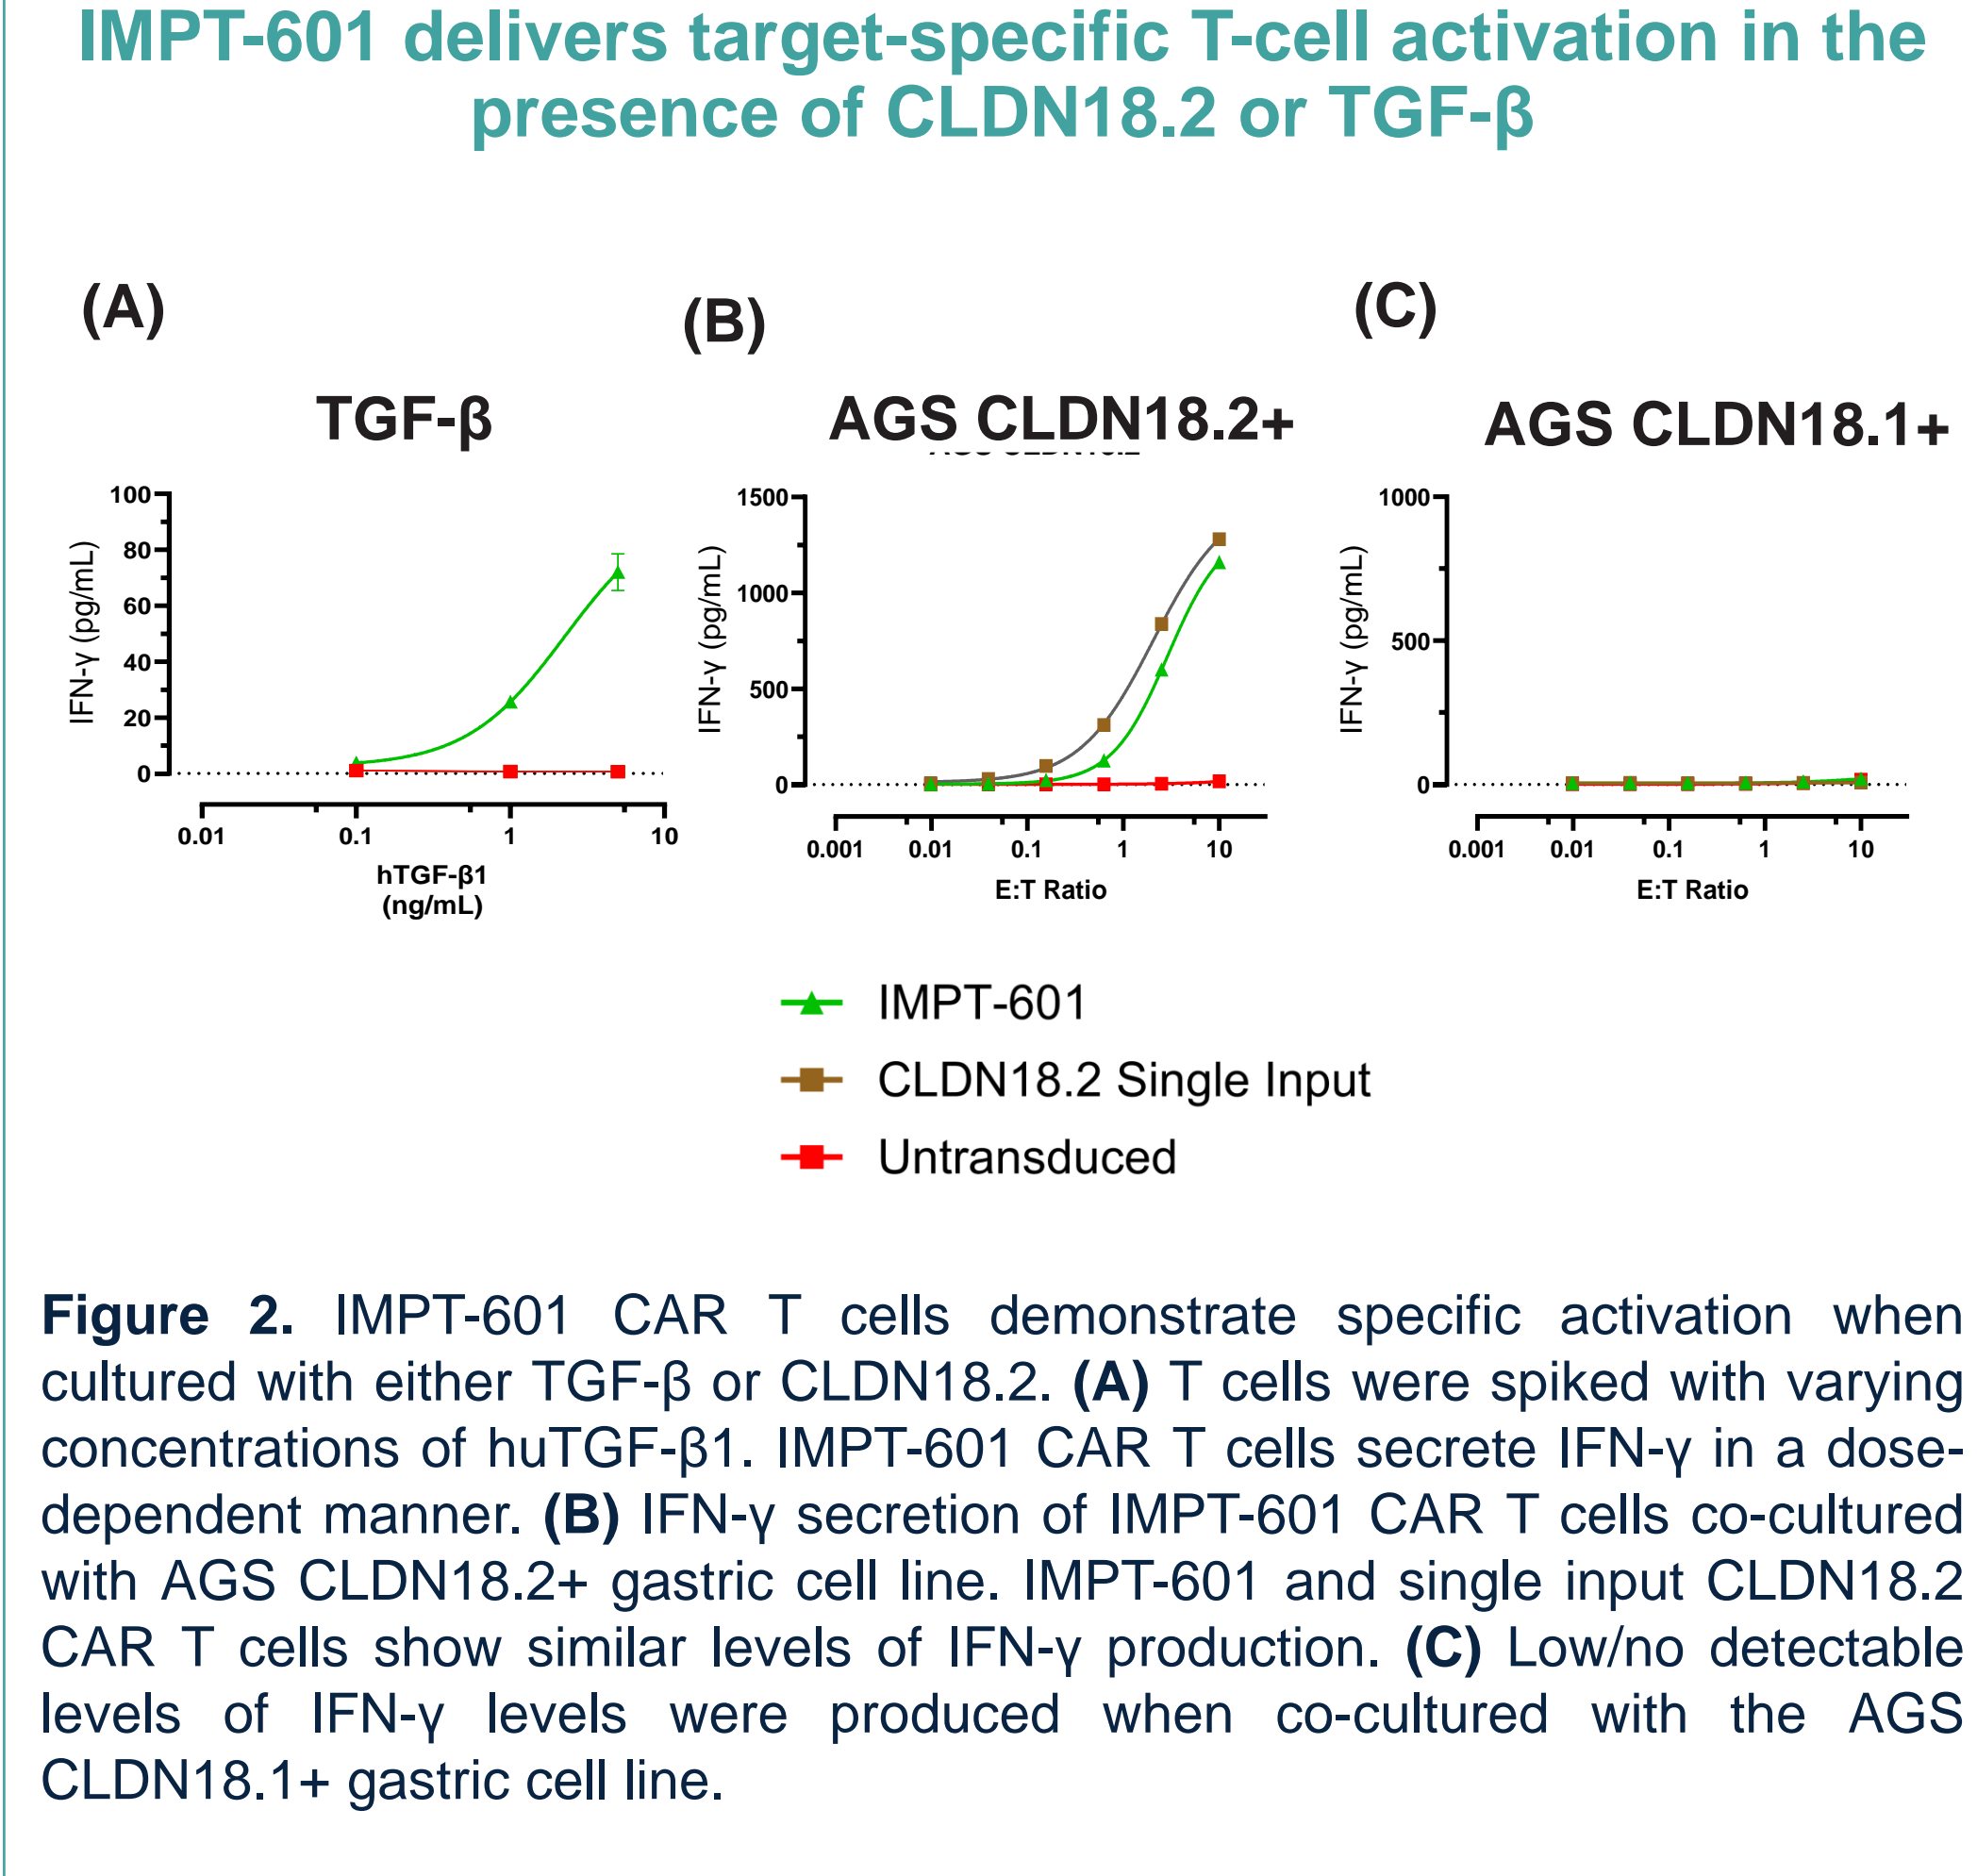 IMPT-601 delivers target-specific T-cell activation in the
presence of CLDN18.2 or TGF-β
(A)
(B)
(C)
TGF-β
AGS CLDN18.2+
AGS CLDN18.1+
IFN-γ (pg/mL)
100
80
60
40
20
0
0.01
0.1
1
10
hTGF-β1
(ng/mL)
IFN-γ (pg/mL)
1500
1000
500
0
0.001
0.01
0.1
1
10
E:T Ratio
IFN-γ (pg/mL)
1000
500
0
0.001
0.01
0.1
1
10
E:T Ratio
IMPT-601
CLDN18.2 Single Input
Untransduced
Figure 2. IMPT-601 CAR T cells demonstrate specific activation when
cultured with either TGF-β or CLDN18.2. (A) T cells were spiked with varying
concentrations of huTGF-β1. IMPT-601 CAR T cells secrete IFN-γ in a dose-
dependent manner. (B) IFN-γ secretion of IMPT-601 CAR T cells co-cultured
with AGS CLDN18.2+ gastric cell line. IMPT-601 and single input CLDN18.2
CAR T cells show similar levels of IFN-γ production. (C) Low/no detectable
levels of IFN-γ levels were produced when co-cultured with the AGS
CLDN18.1+ gastric cell line.